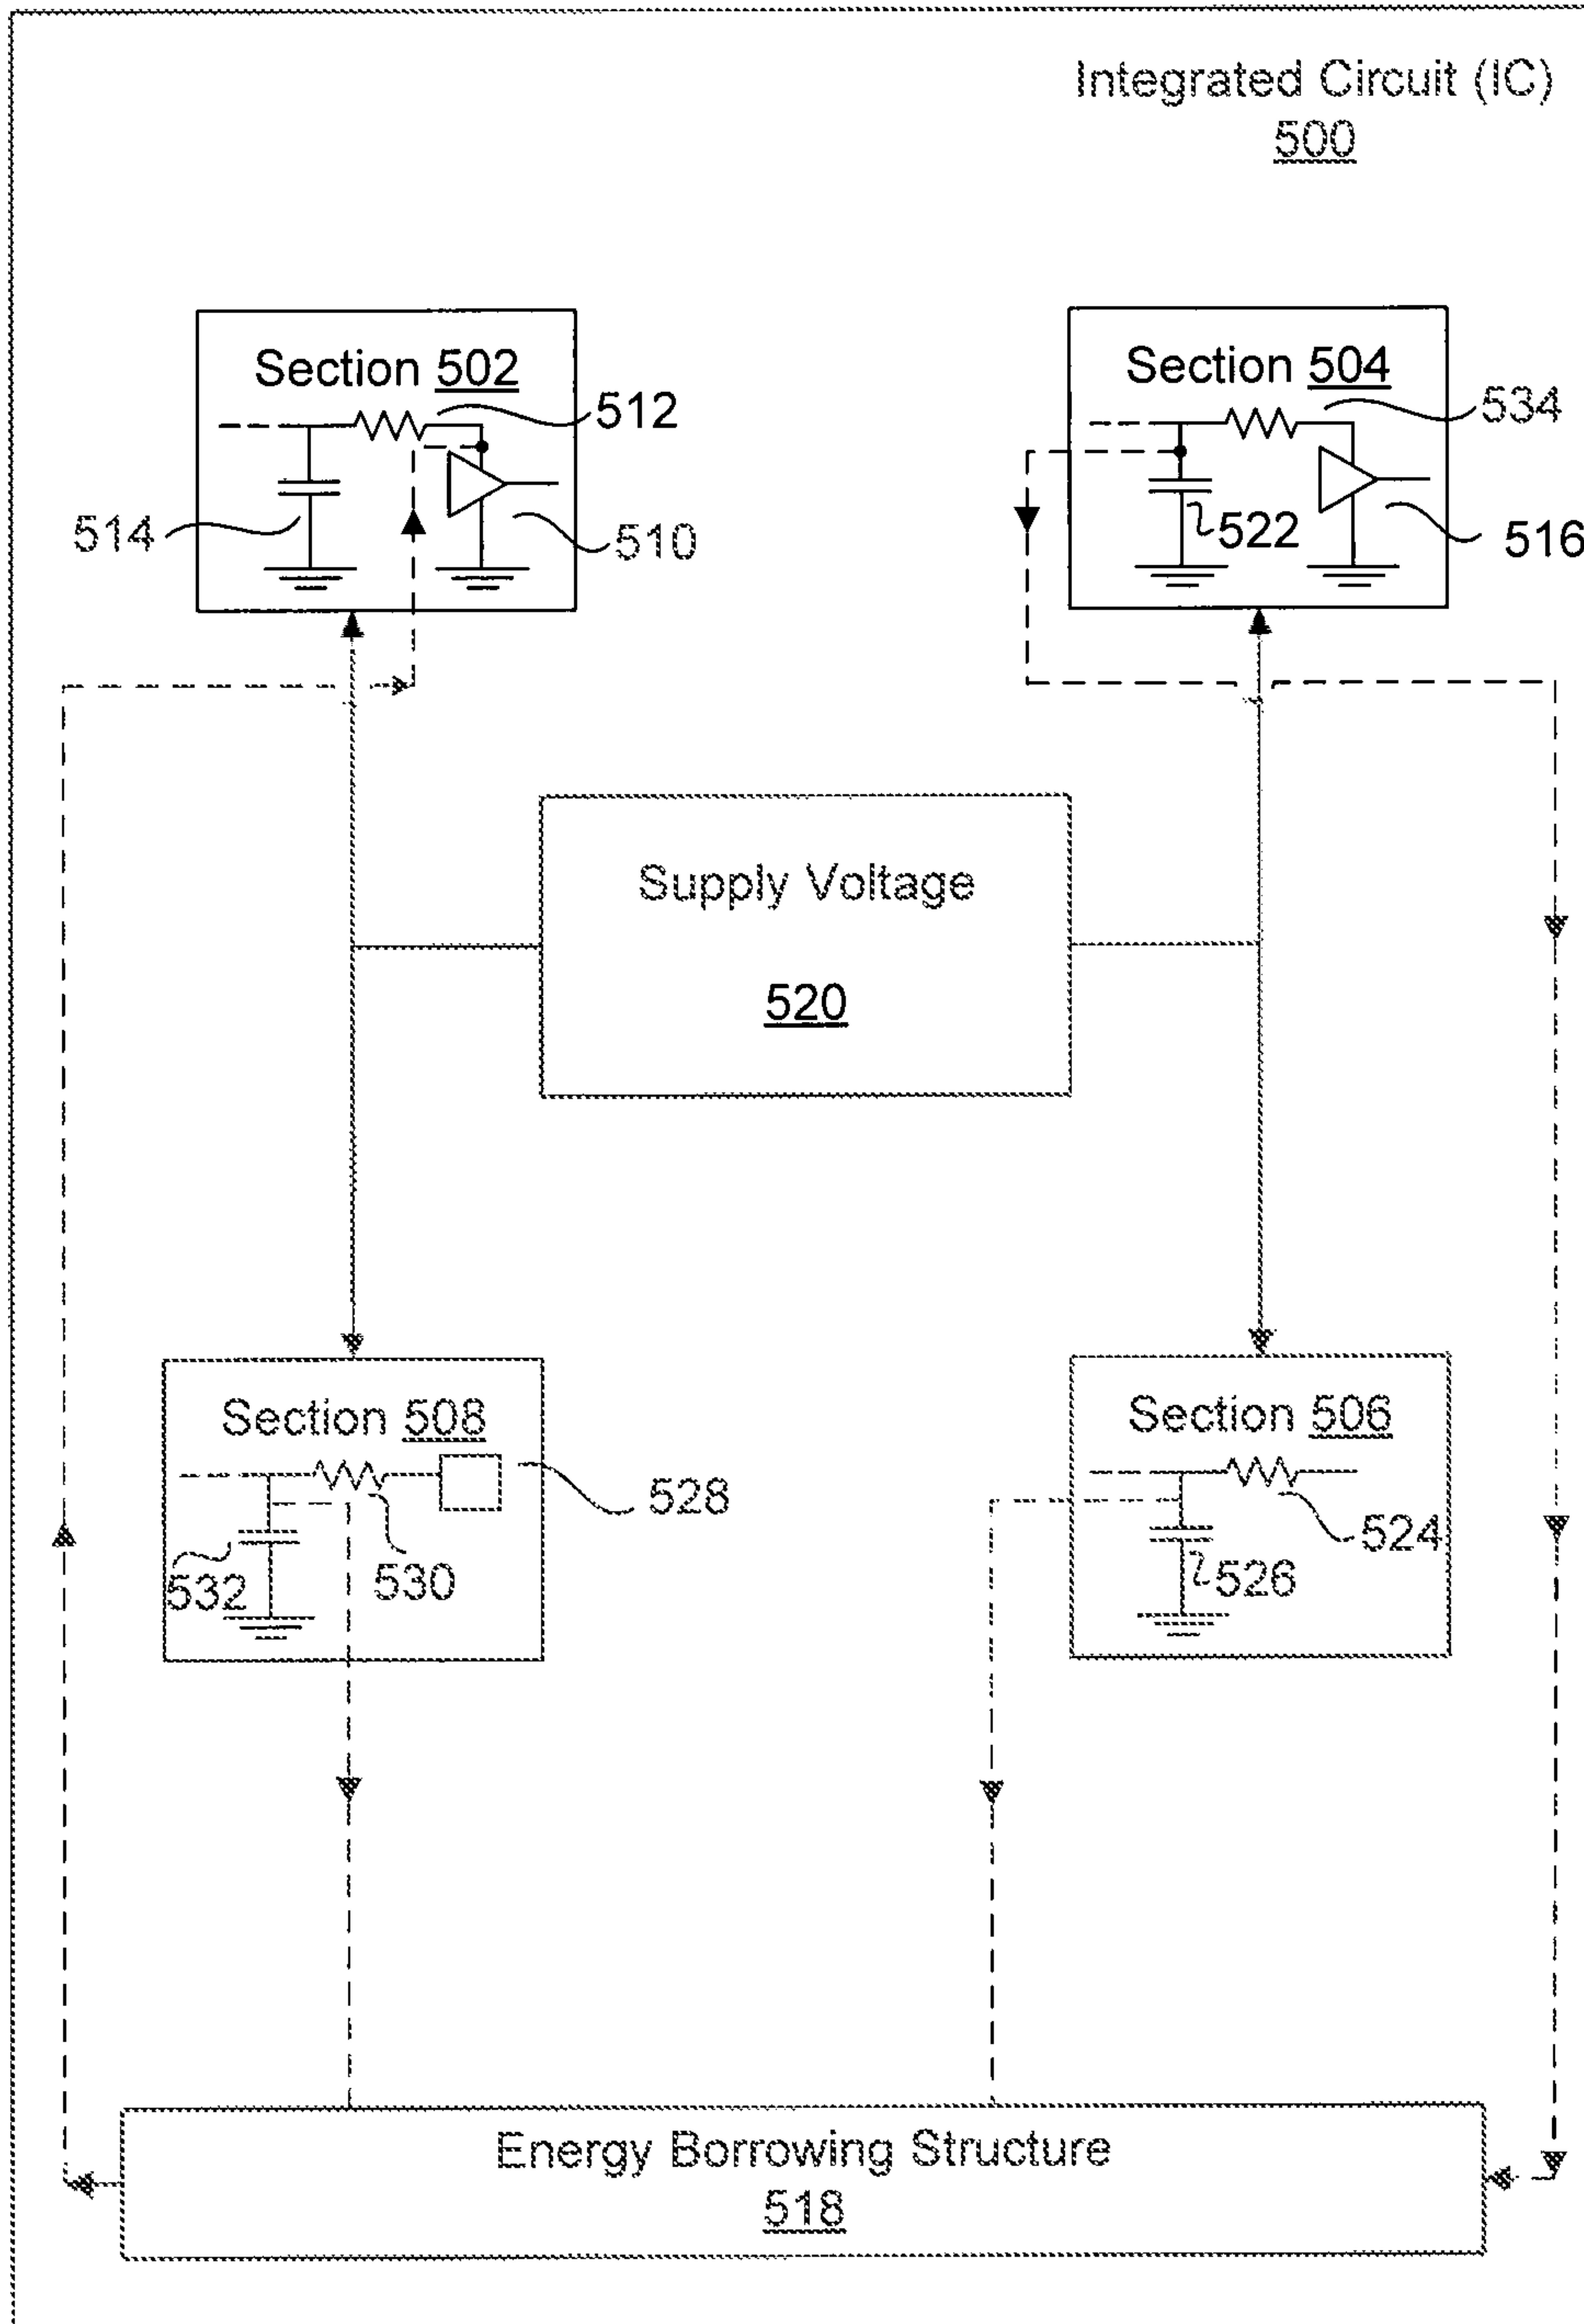 Integrated Circuit (IC)
500
Section 502
512
514
510
Section 504
534
522
516
Supply Voltage
520
Section 508
528
532
530
Section 506
524
526
Energy Borrowing Structure
518